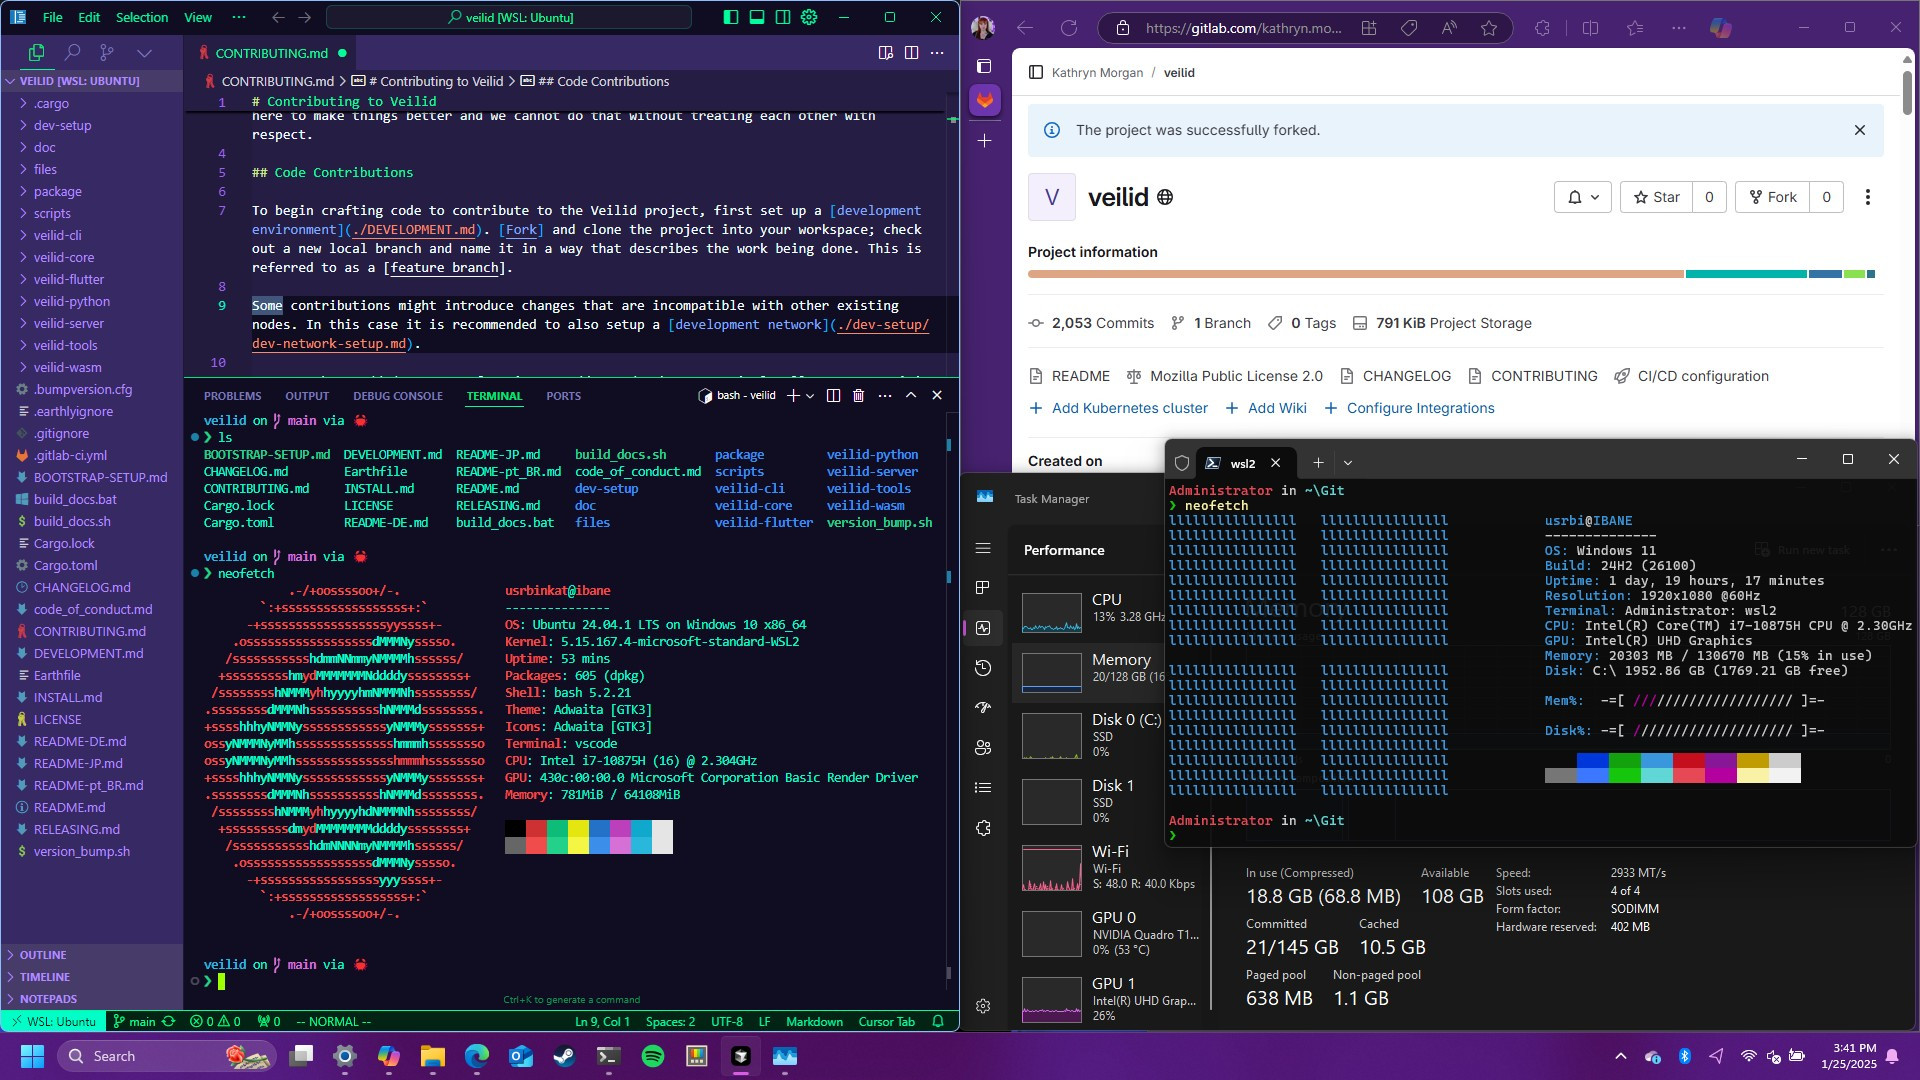 File Edit Selection View ··· veilid [WSL: Ubuntu]
VEILID [WSL: UBUNTU]
.cargo
dev-setup
doc
files
package
scripts
veilid-cli
veilid-core
veilid-flutter
veilid-python
veilid-server
veilid-tools
veilid-wasm
.bumpversion.cfg
.earthlyignore
.gitignore
.gitlab-ci.yml
BOOTSTRAP-SETUP.md
build_docs.bat
build_docs.sh
Cargo.lock
Cargo.toml
CHANGELOG.md
code_of_conduct.md
CONTRIBUTING.md
DEVELOPMENT.md
Earthfile
INSTALL.md
LICENSE
README-DE.md
README-JP.md
README-pt_BR.md
README.md
RELEASING.md
version_bump.sh
OUTLINE
TIMELINE
NOTEPADS
CONTRIBUTING.md
CONTRIBUTING.md > # Contributing to Veilid > ## Code Contributions
1 # Contributing to Veilid
here to make things better and we cannot do that without treating each other with
respect.
4
5 ## Code Contributions
6
7 To begin crafting code to contribute to the Veilid project, first set up a [development
environment](./DEVELOPMENT.md). [Fork] and clone the project into your workspace; check
out a new local branch and name it in a way that describes the work being done. This is
referred to as a [feature branch].
8
9 Some contributions might introduce changes that are incompatible with other existing
nodes. In this case it is recommended to also setup a [development network](./dev-setup/
dev-network-setup.md).
10
PROBLEMS OUTPUT DEBUG CONSOLE TERMINAL PORTS bash - veilid
veilid on main via
❯ ls
BOOTSTRAP-SETUP.md DEVELOPMENT.md README-JP.md build_docs.sh package veilid-python
CHANGELOG.md Earthfile README-pt_BR.md code_of_conduct.md scripts veilid-server
CONTRIBUTING.md INSTALL.md README.md dev-setup veilid-cli veilid-tools
Cargo.lock LICENSE RELEASING.md doc veilid-core veilid-wasm
Cargo.toml README-DE.md build_docs.bat files veilid-flutter version_bump.sh
veilid on main via
❯ neofetch
usrbinkat@ibane
---------------
OS: Ubuntu 24.04.1 LTS on Windows 10 x86_64
Kernel: 5.15.167.4-microsoft-standard-WSL2
Uptime: 53 mins
Packages: 605 (dpkg)
Shell: bash 5.2.21
Theme: Adwaita [GTK3]
Icons: Adwaita [GTK3]
Terminal: vscode
CPU: Intel i7-10875H (16) @ 2.304GHz
GPU: 430c:00:00.0 Microsoft Corporation Basic Render Driver
Memory: 781MiB / 64108MiB
veilid on main via
❯
Ctrl+K to generate a command
WSL: Ubuntu main 0 0 0 -- NORMAL -- Ln 9, Col 1 Spaces: 2 UTF-8 LF Markdown Cursor Tab
https://gitlab.com/kathryn.mo...
Kathryn Morgan / veilid
The project was successfully forked.
V veilid Star 0 Fork 0
Project information
2,053 Commits 1 Branch 0 Tags 791 KiB Project Storage
README Mozilla Public License 2.0 CHANGELOG CONTRIBUTING CI/CD configuration
Add Kubernetes cluster Add Wiki Configure Integrations
Created on
Task Manager
Performance
Run new task
CPU
13% 3.28 GHz
Memory
20/128 GB (16
Disk 0 (C:)
SSD
0%
Disk 1
SSD
0%
Wi-Fi
Wi-Fi
S: 48.0 R: 40.0 Kbps
GPU 0
NVIDIA Quadro T1...
0% (53 °C)
GPU 1
Intel(R) UHD Grap...
26%
wsl2
Administrator in ~\Git
❯ neofetch
usrbi@IBANE
--------------
OS: Windows 11
Build: 24H2 (26100)
Uptime: 1 day, 19 hours, 17 minutes
Resolution: 1920x1080 @60Hz
Terminal: Administrator: wsl2
CPU: Intel(R) Core(TM) i7-10875H CPU @ 2.30GHz
GPU: Intel(R) UHD Graphics
Memory: 20303 MB / 130670 MB (15% in use)
Disk: C:\ 1952.86 GB (1769.21 GB free)
Mem%: -=[ //////////////////// ]=-
Disk%: -=[ //////////////////// ]=-
Administrator in ~\Git
❯
In use (Compressed) Available
18.8 GB (68.8 MB) 108 GB
Committed Cached
21/145 GB 10.5 GB
Paged pool Non-paged pool
638 MB 1.1 GB
Speed: 2933 MT/s
Slots used: 4 of 4
Form factor: SODIMM
Hardware reserved: 402 MB
Search
3:41 PM
1/25/2025